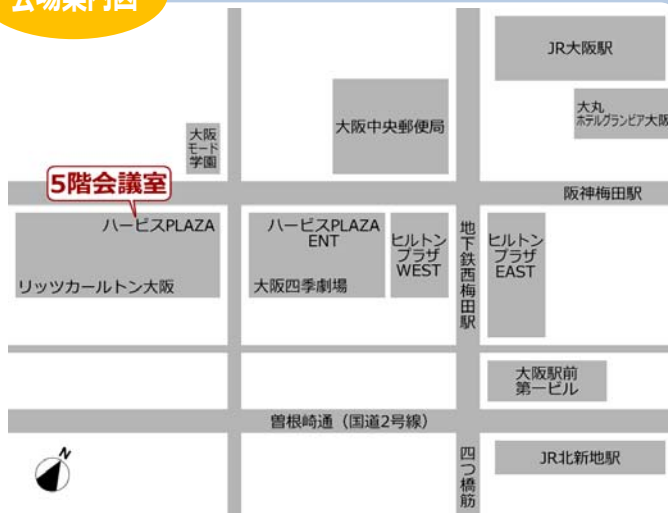 会場案内図
JR大阪駅
大阪中央郵便局
大丸
ホテルグランビア大阪
大阪
モード
学園
5階会議室
阪神梅田駅
ハービスPLAZA
リッツカールトン大阪
ハービスPLAZA
ENT
大阪四季劇場
ヒルトン
プラザ
WEST
地下鉄西梅田駅
ヒルトン
プラザ
EAST
大阪駅前
第一ビル
曽根崎通（国道2号線）
四つ橋筋
JR北新地駅
N